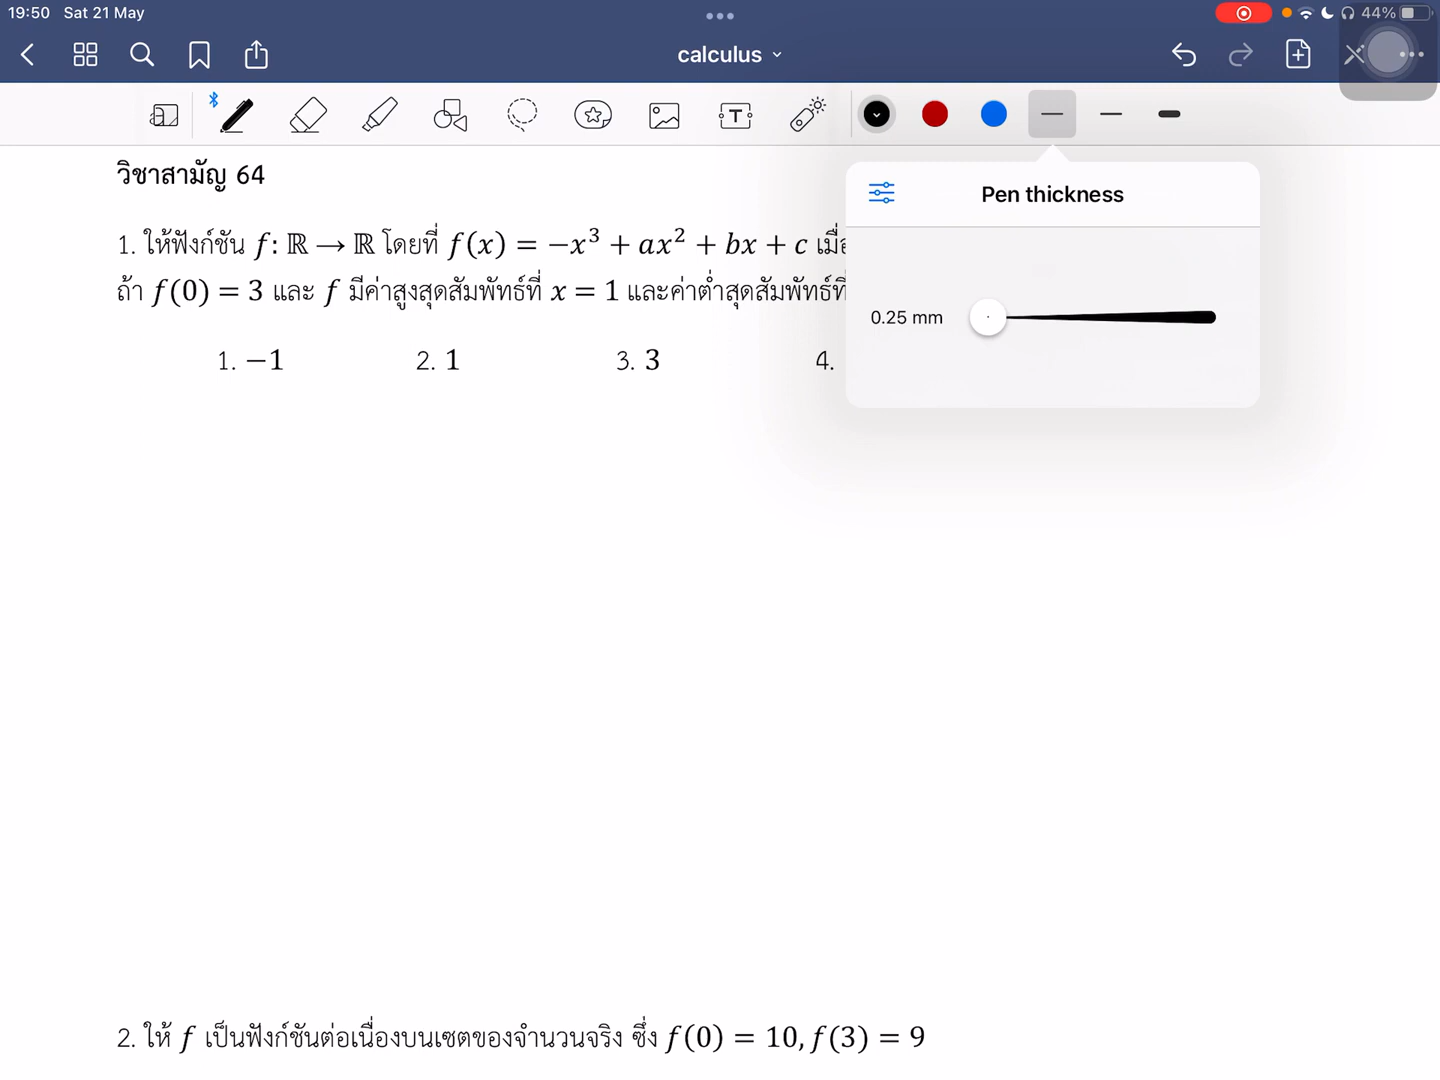 19:50 Sat 21 May
44%
calculus
T
วิชาสามัญ 64
Pen thickness
1. ให้ฟังก์ชัน f: ℝ → ℝ โดยที่ f(x) = −x³ + ax² + bx + c
ถ้า f(0) = 3 และ f มีค่าสูงสุดสัมพัทธ์ที่ x = 1 และค่าต่ำสุดสัมพัทธ์ที่
0.25 mm
1. −1 2. 1 3. 3 4.
2. ให้ f เป็นฟังก์ชันต่อเนื่องบนเซตของจำนวนจริง ซึ่ง f(0) = 10, f(3) = 9